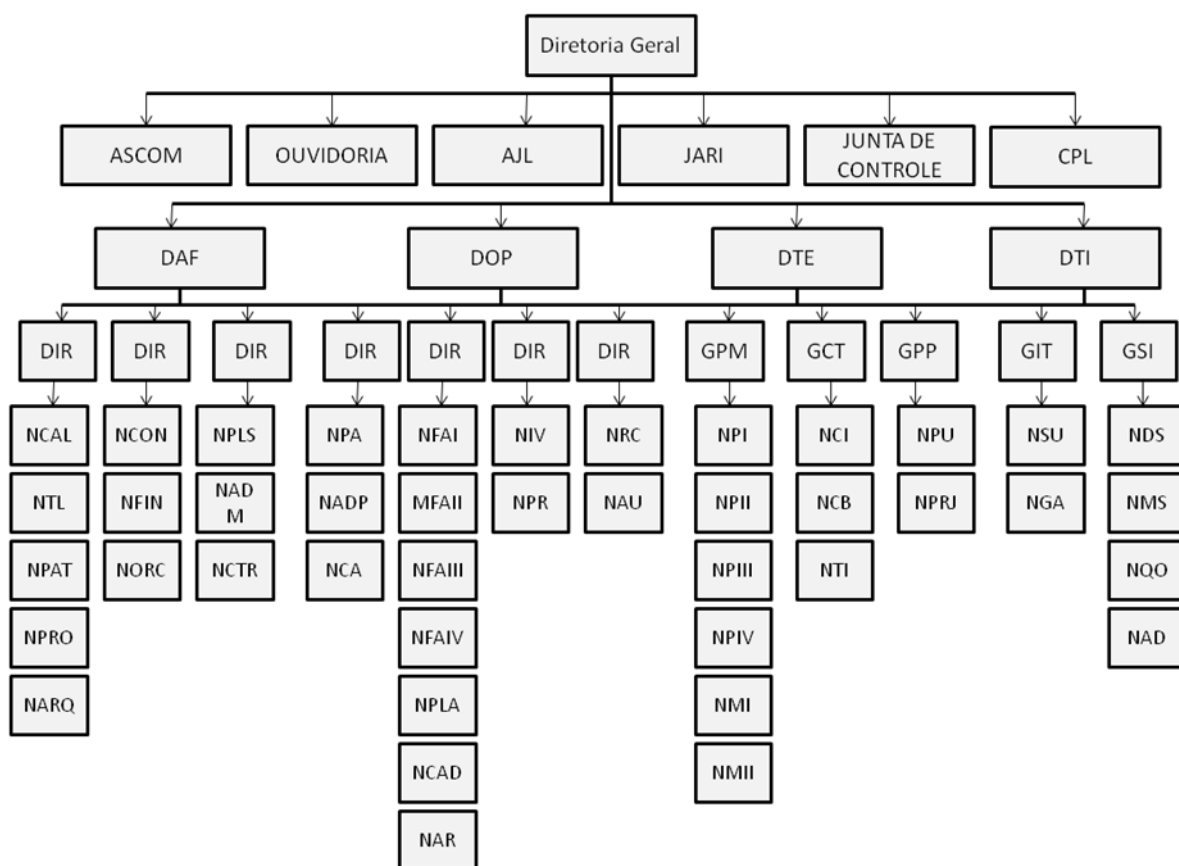 Diretoria Geral
ASCOM
OUVIDORIA
AJL
JARI
JUNTA DE
CONTROLE
CPL
DAF
DOP
DTE
DTI
DIR
DIR
DIR
DIR
DIR
DIR
DIR
GPM
GCT
GPP
GIT
GSI
NCAL
NCON
NPLS
NPA
NFAI
NIV
NRC
NPI
NCI
NPU
NSU
NDS
NTL
NFIN
NAD
M
NADP
MFAII
NPR
NAU
NPII
NCB
NPRJ
NGA
NMS
NPAT
NORC
NCTR
NCA
NFAIII
NPIII
NTI
NQO
NPRO
NFAIV
NPIV
NAD
NARQ
NPLA
NMI
NCAD
NMII
NAR